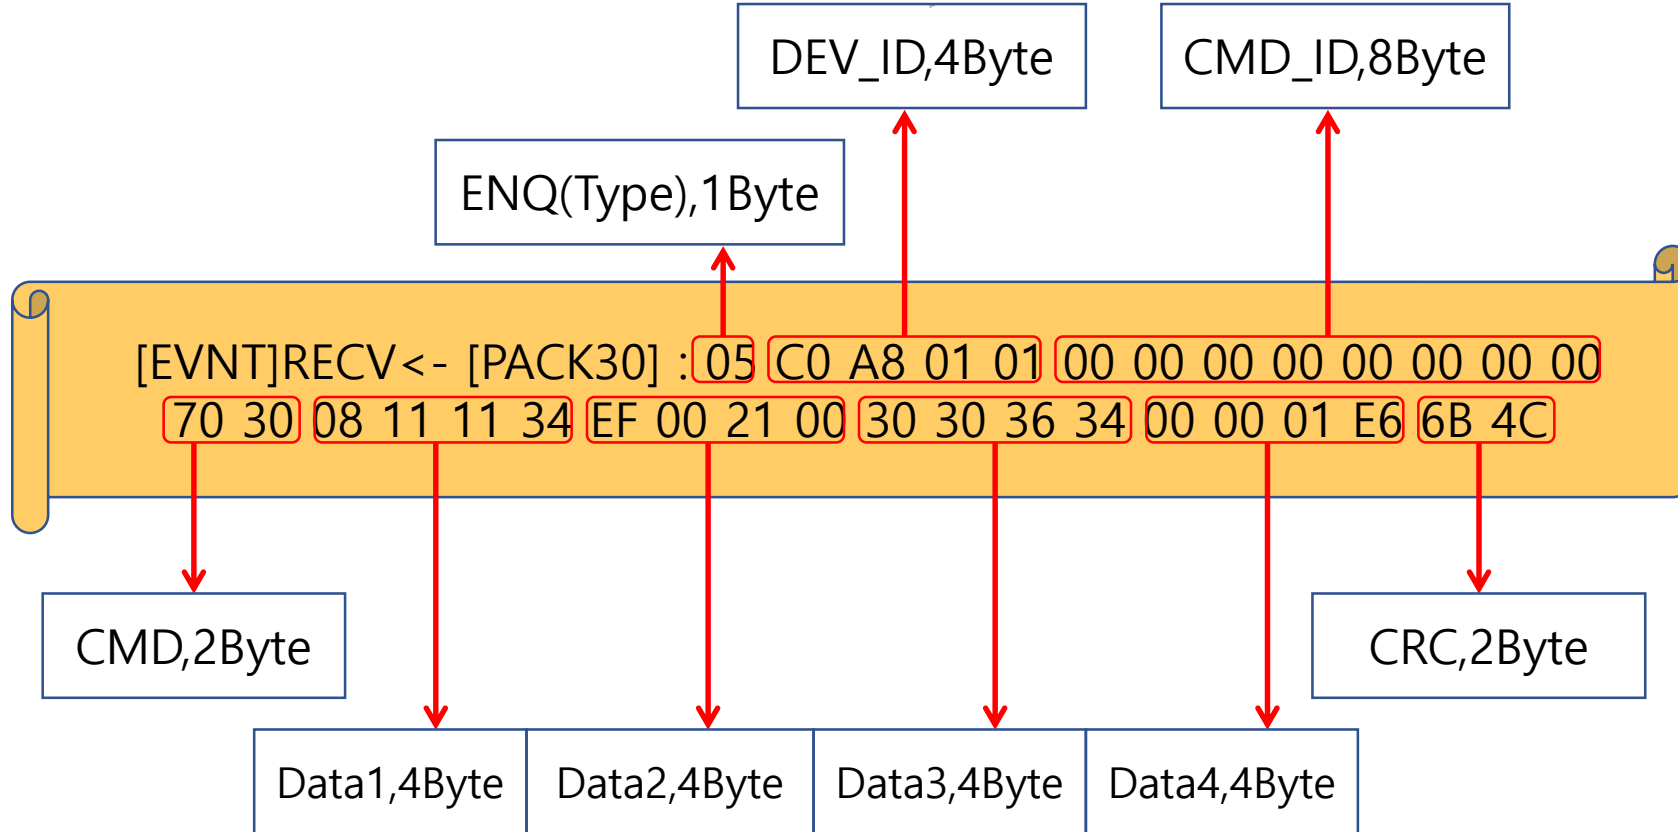 DEV_ID,4Byte
CMD_ID,8Byte
ENQ(Type),1Byte
[EVNT]RECV<- [PACK30] : 05 C0 A8 01 01 00 00 00 00 00 00 00 00
70 30 08 11 11 34 EF 00 21 00 30 30 36 34 00 00 01 E6 6B 4C
CMD,2Byte
CRC,2Byte
Data1,4Byte
Data2,4Byte
Data3,4Byte
Data4,4Byte